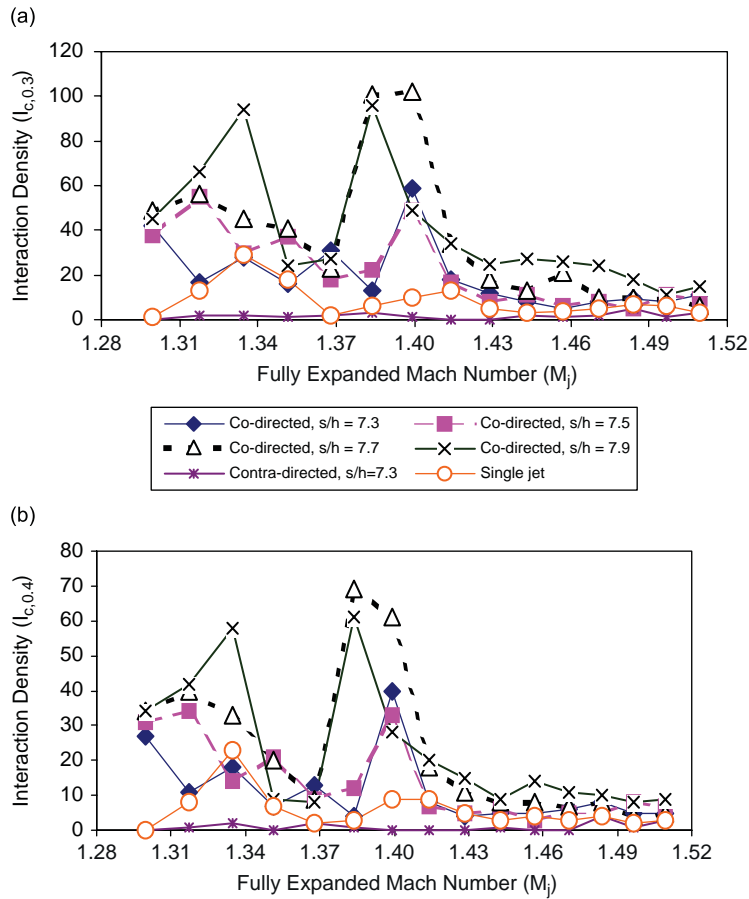 (a)
120
100
80
60
40
20
0
Interaction Density (I_c,0.3)
1.28 1.31 1.34 1.37 1.40 1.43 1.46 1.49 1.52
Fully Expanded Mach Number (M_j)
Co-directed, s/h = 7.3 Co-directed, s/h = 7.5
Co-directed, s/h = 7.7 Co-directed, s/h = 7.9
Contra-directed, s/h=7.3 Single jet
(b)
80
70
60
50
40
30
20
10
0
Interaction Density (I_c,0.4)
1.28 1.31 1.34 1.37 1.40 1.43 1.46 1.49 1.52
Fully Expanded Mach Number (M_j)